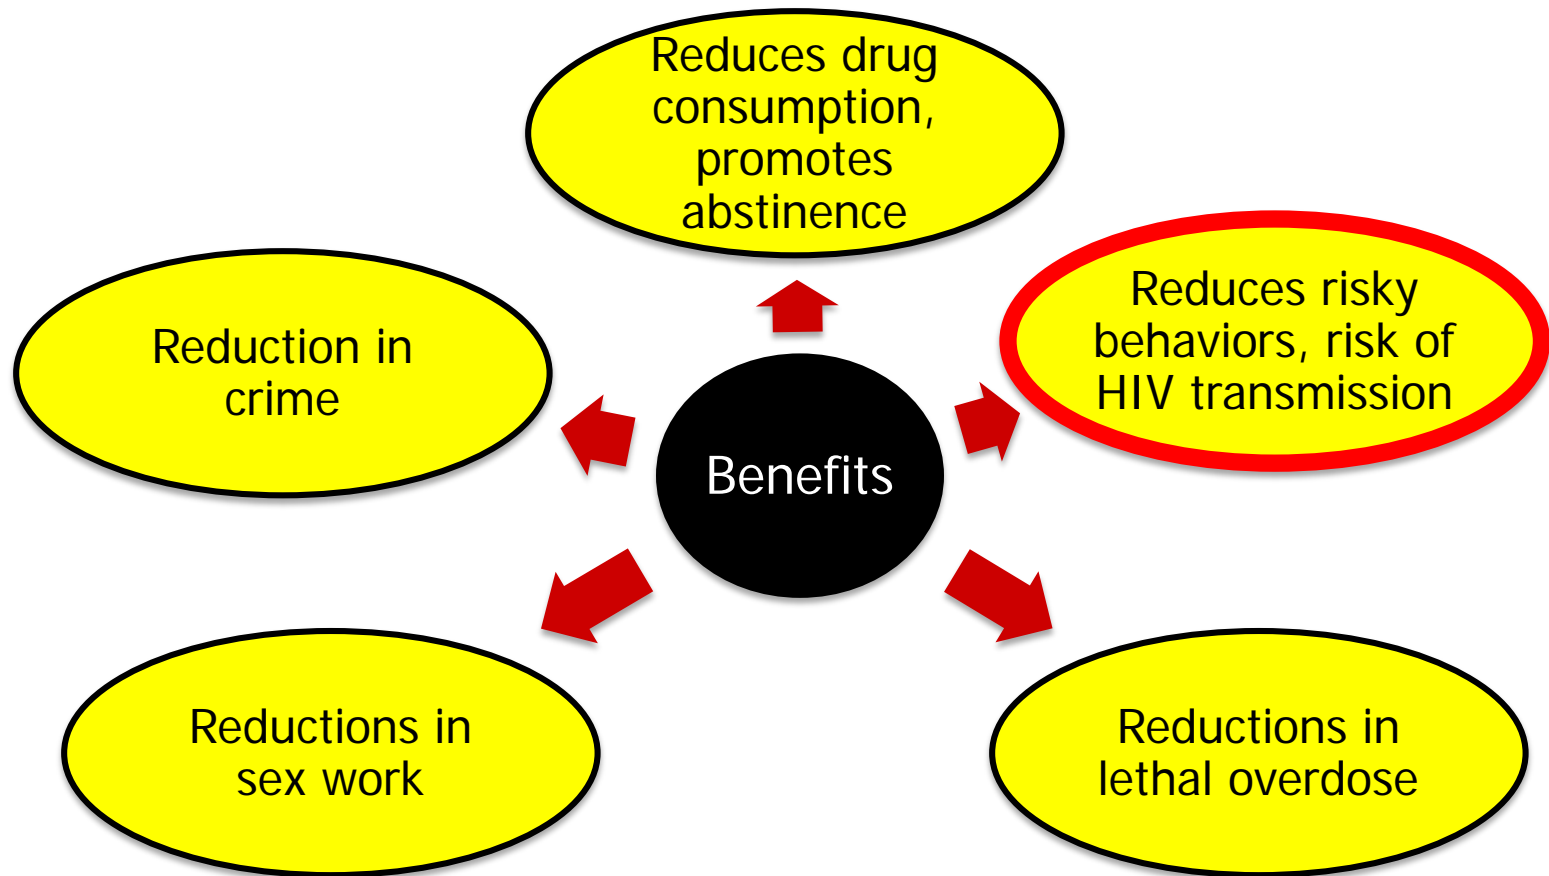 Reduces drug
consumption,
promotes
abstinence
Reduces risky
behaviors, risk of
HIV transmission
Reduction in
crime
Benefits
Reductions in
sex work
Reductions in
lethal overdose